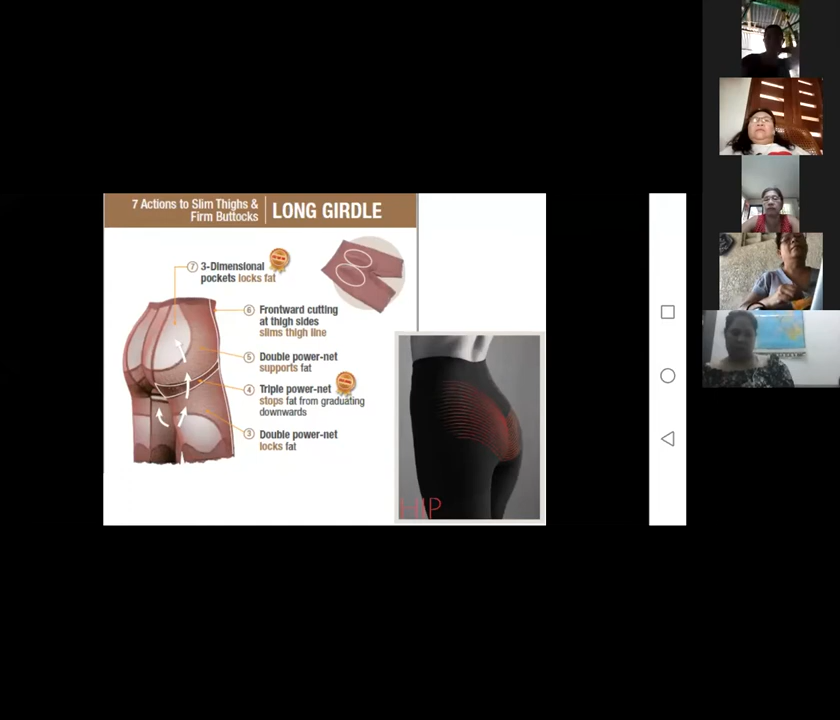 7 Actions to Slim Thighs &
Firm Buttocks
LONG GIRDLE
7 3-Dimensional
pockets locks fat
6 Frontward cutting
at thigh sides
slims thigh line
5 Double power-net
supports fat
4 Triple power-net
stops fat from graduating
downwards
3 Double power-net
locks fat
HIP